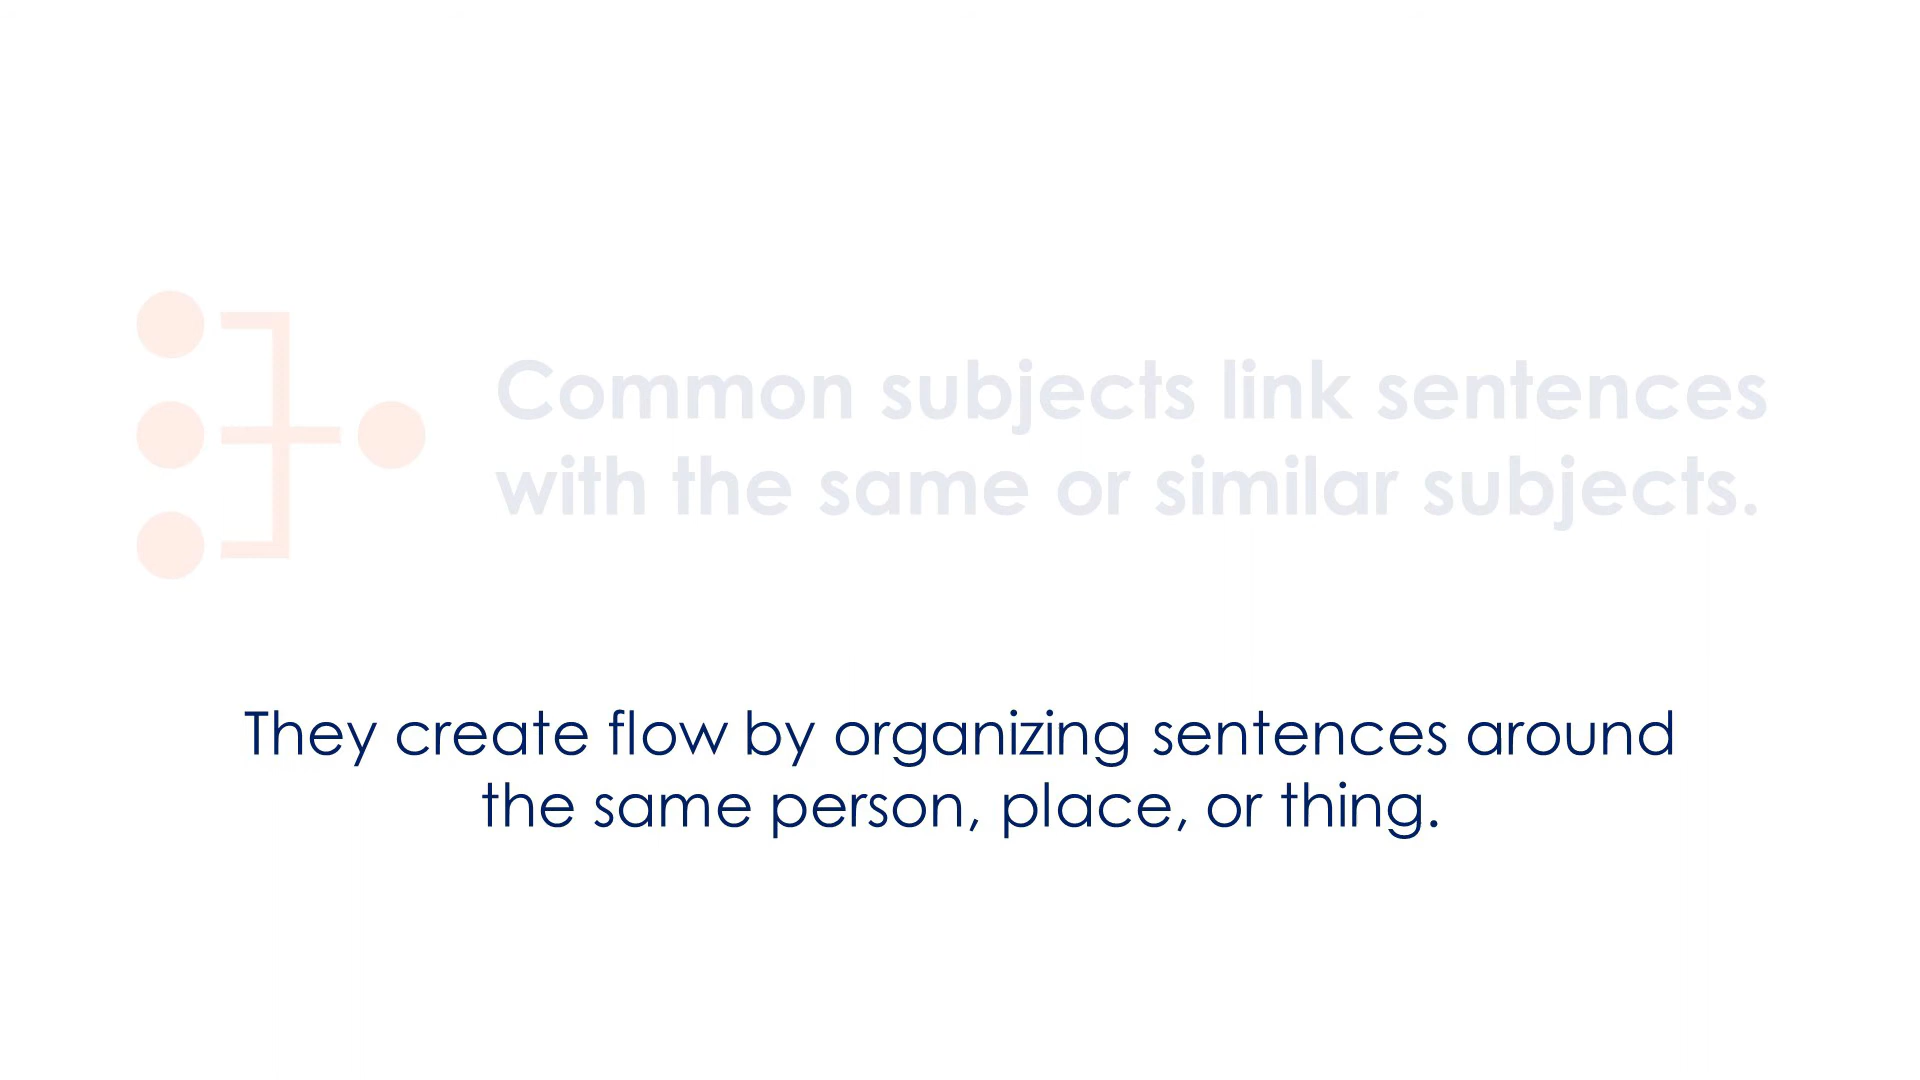 Common subjects link sentences
with the same or similar subjects.
They create flow by organizing sentences around
the same person, place, or thing.